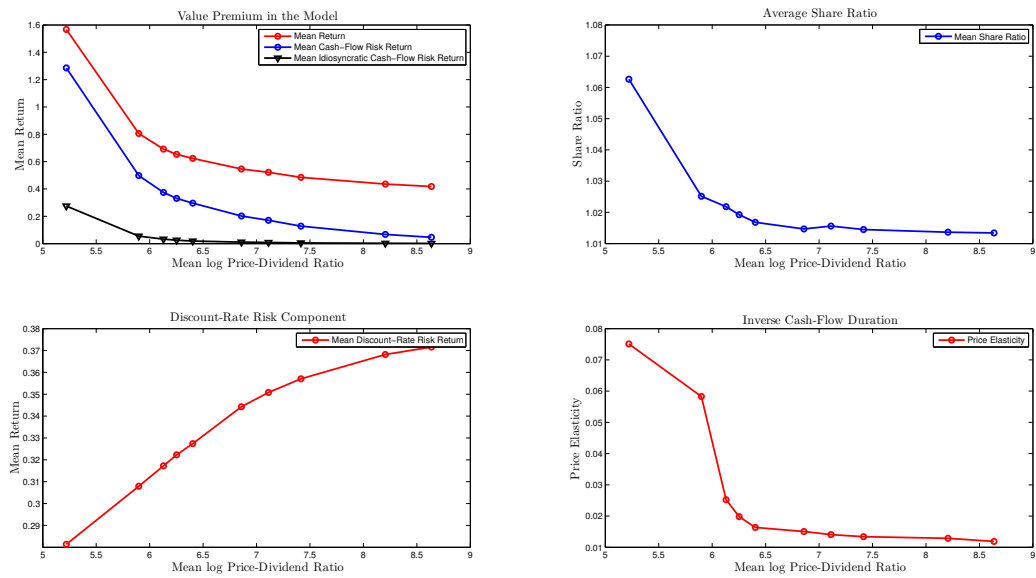 Value Premium in the Model
Mean Return
Mean Cash−Flow Risk Return
Mean Idiosyncratic Cash−Flow Risk Return
1.6
1.4
1.2
1
0.8
0.6
0.4
0.2
0
Mean Return
5 5.5 6 6.5 7 7.5 8 8.5 9
Mean log Price-Dividend Ratio
Average Share Ratio
Mean Share Ratio
1.08
1.07
1.06
1.05
1.04
1.03
1.02
1.01
Share Ratio
5 5.5 6 6.5 7 7.5 8 8.5 9
Mean log Price-Dividend Ratio
Discount-Rate Risk Component
Mean Discount−Rate Risk Return
0.38
0.37
0.36
0.35
0.34
0.33
0.32
0.31
0.3
0.29
Mean Return
5 5.5 6 6.5 7 7.5 8 8.5 9
Mean log Price-Dividend Ratio
Inverse Cash-Flow Duration
Price Elasticity
0.08
0.07
0.06
0.05
0.04
0.03
0.02
0.01
Price Elasticity
5 5.5 6 6.5 7 7.5 8 8.5 9
Mean log Price-Dividend Ratio